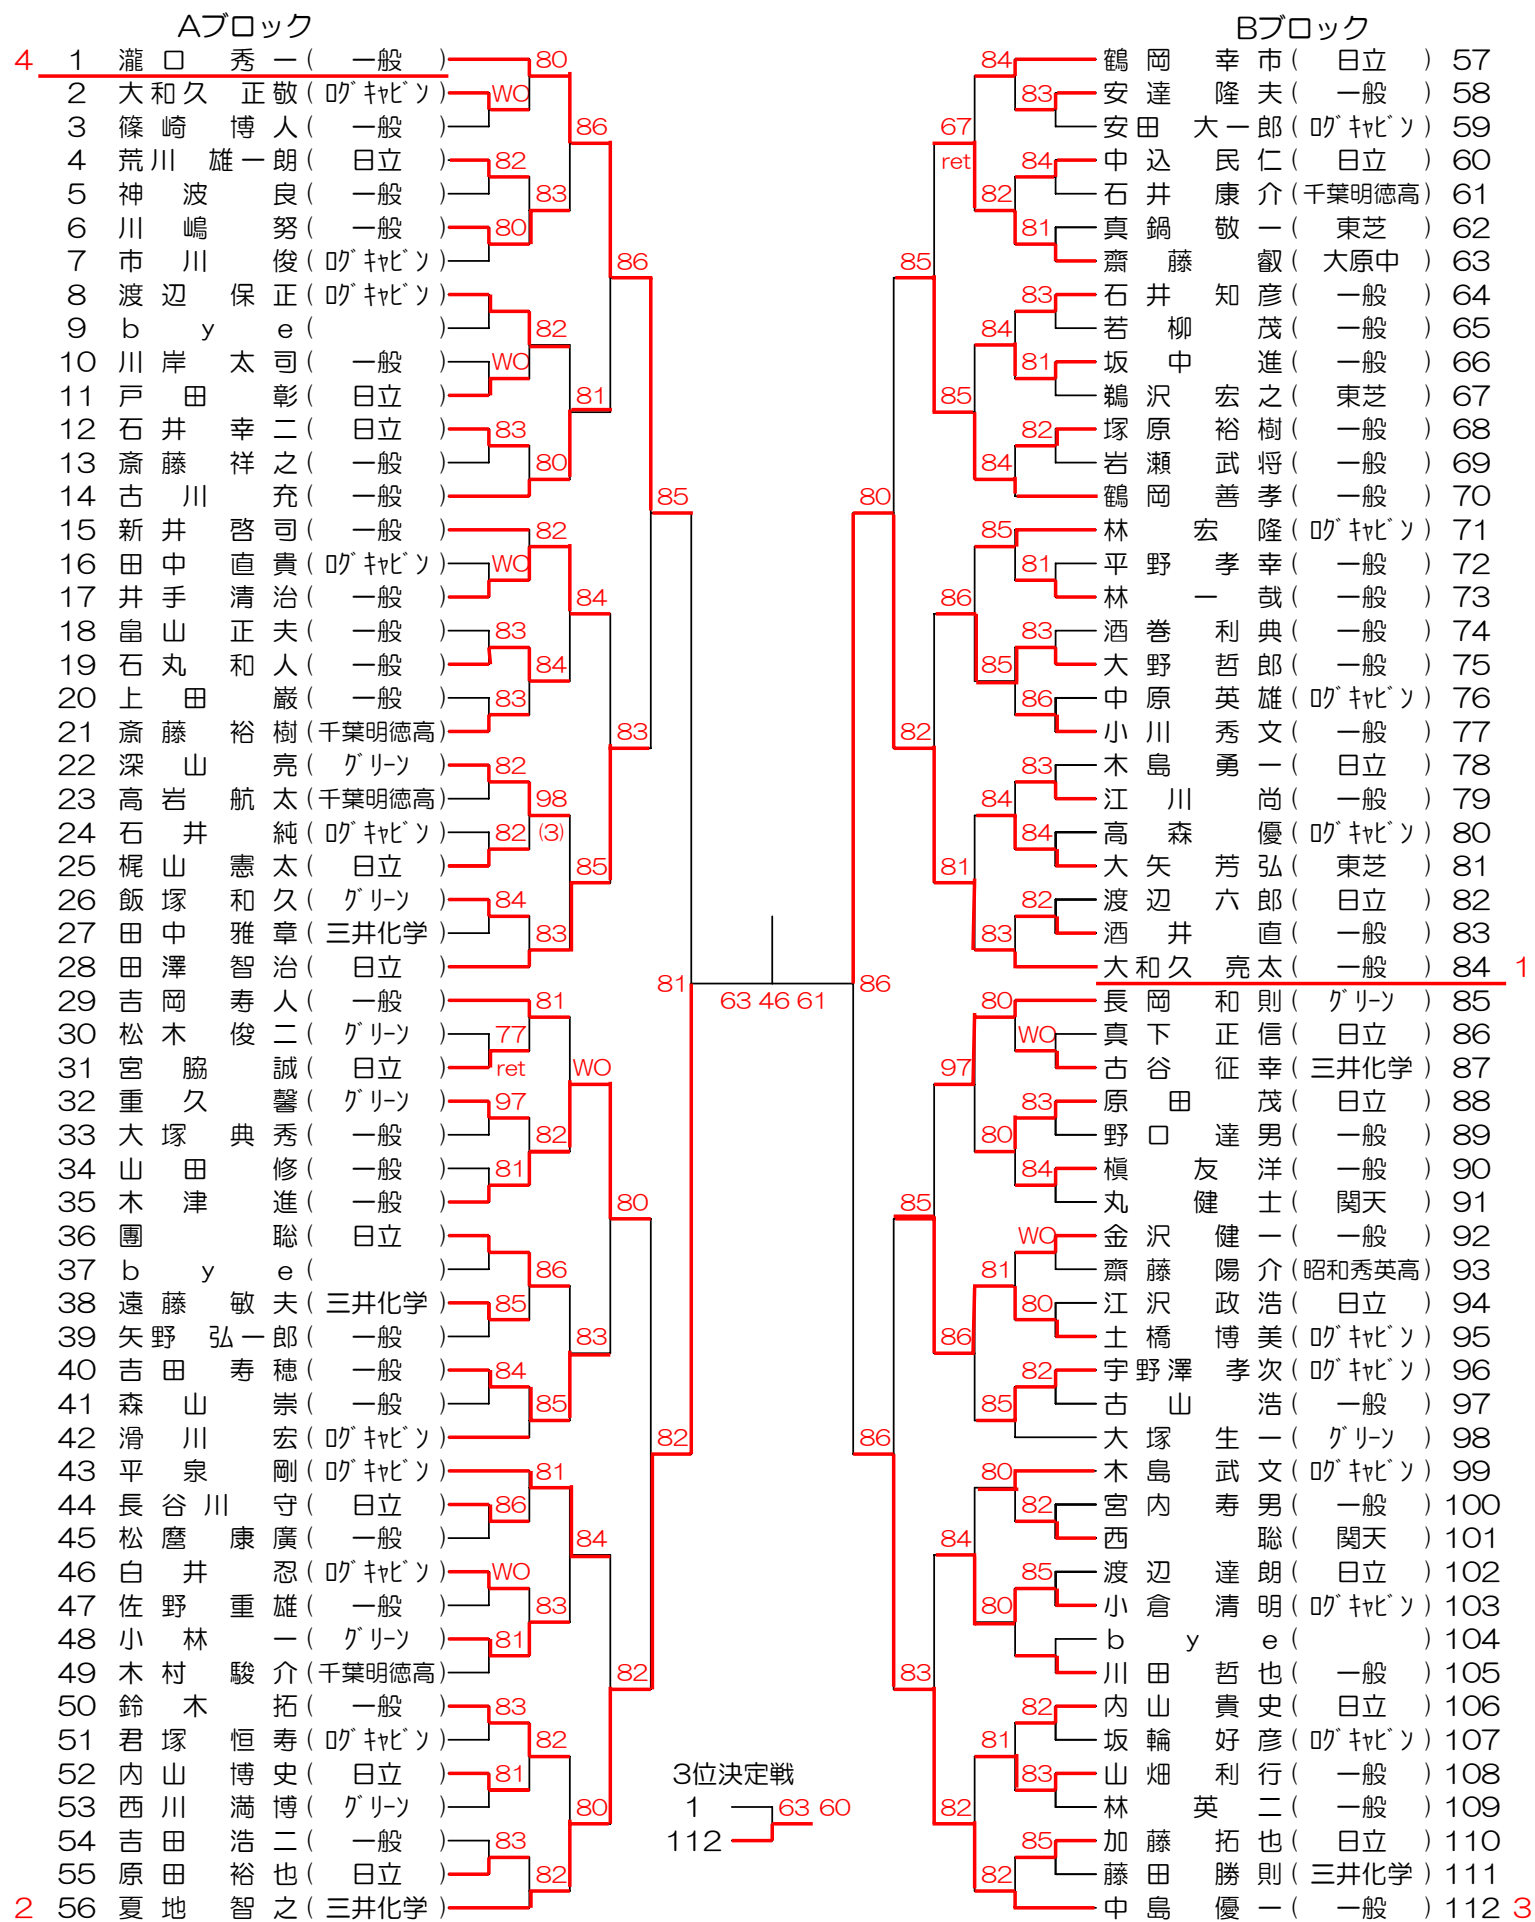 Aブロック
4 1 瀧口 秀一( 一般 ) 80
2 大和久 正敬(ログキャビン) WO
3 篠崎 博人( 一般 ) 86
4 荒川 雄一朗( 日立 ) 82
5 神波 良( 一般 ) 83
6 川嶋 努( 一般 ) 80
7 市川 俊(ログキャビン) 86
8 渡辺 保正(ログキャビン)
9 bye( ) 82
10 川岸 太司( 一般 ) WO
11 戸田 彰( 日立 ) 81
12 石井 幸二( 日立 ) 83
13 斎藤 祥之( 一般 ) 80
14 古川 充( 一般 ) 85
15 新井 啓司( 一般 ) 82
16 田中 直貴(ログキャビン) WO
17 井手 清治( 一般 ) 84
18 畠山 正夫( 一般 ) 83
19 石丸 和人( 一般 ) 84
20 上田 巌( 一般 ) 83
21 斎藤 裕樹(千葉明徳高) 83
22 深山 亮( グリーン ) 82
23 高岩 航太(千葉明徳高) 98
24 石井 純(ログキャビン) 82 (3)
25 梶山 憲太( 日立 ) 85
26 飯塚 和久( グリーン ) 84
27 田中 雅章(三井化学) 83
28 田澤 智治( 日立 ) 81
63 46 61
29 吉岡 寿人( 一般 ) 81
30 松木 俊二( グリーン ) 77
31 宮脇 誠( 日立 ) ret WO
32 重久 馨( グリーン ) 97
33 大塚 典秀( 一般 ) 82
34 山田 修( 一般 ) 81
35 木津 進( 一般 ) 80
36 團 聡( 日立 )
37 bye( ) 86
38 遠藤 敏夫(三井化学) 85
39 矢野 弘一郎( 一般 ) 83
40 吉田 寿穂( 一般 ) 84
41 森山 崇( 一般 ) 85
42 滑川 宏(ログキャビン) 82
43 平泉 剛(ログキャビン) 81
44 長谷川 守( 日立 ) 86
45 松麿 康廣( 一般 ) 84
46 白井 忍(ログキャビン) WO
47 佐野 重雄( 一般 ) 83
48 小林 一( グリーン ) 81
49 木村 駿介(千葉明徳高) 82
50 鈴木 拓( 一般 ) 83
51 君塚 恒寿(ログキャビン) 82
52 内山 博史( 日立 ) 81
53 西川 満博( グリーン ) 80
54 吉田 浩二( 一般 ) 83
55 原田 裕也( 日立 ) 82
2 56 夏地 智之(三井化学)
3位決定戦
1 63 60
112
Bブロック
84 鶴岡 幸市( 日立 ) 57
83 安達 隆夫( 一般 ) 58
67 安田 大一郎(ログキャビン) 59
ret 84 中込 民仁( 日立 ) 60
82 石井 康介(千葉明徳高) 61
81 真鍋 敬一( 東芝 ) 62
85 齋藤 叡( 大原中 ) 63
83 石井 知彦( 一般 ) 64
84 若柳 茂( 一般 ) 65
81 坂中 進( 一般 ) 66
85 鵜沢 宏之( 東芝 ) 67
82 塚原 裕樹( 一般 ) 68
84 岩瀬 武将( 一般 ) 69
80 鶴岡 善孝( 一般 ) 70
85 林 宏隆(ログキャビン) 71
81 平野 孝幸( 一般 ) 72
86 林 一哉( 一般 ) 73
83 酒巻 利典( 一般 ) 74
85 大野 哲郎( 一般 ) 75
86 中原 英雄(ログキャビン) 76
82 小川 秀文( 一般 ) 77
83 木島 勇一( 日立 ) 78
84 江川 尚( 一般 ) 79
84 高森 優(ログキャビン) 80
81 大矢 芳弘( 東芝 ) 81
82 渡辺 六郎( 日立 ) 82
83 酒井 直( 一般 ) 83
86 大和久 亮太( 一般 ) 84 1
80 長岡 和則( グリーン ) 85
WO 真下 正信( 日立 ) 86
97 古谷 征幸(三井化学) 87
83 原田 茂( 日立 ) 88
80 野口 達男( 一般 ) 89
84 槇 友洋( 一般 ) 90
85 丸 健士( 関天 ) 91
WO 金沢 健一( 一般 ) 92
81 齋藤 陽介(昭和秀英高) 93
80 江沢 政浩( 日立 ) 94
86 土橋 博美(ログキャビン) 95
82 宇野澤 孝次(ログキャビン) 96
85 古山 浩( 一般 ) 97
86 大塚 生一( グリーン ) 98
80 木島 武文(ログキャビン) 99
82 宮内 寿男( 一般 ) 100
84 西 聡( 関天 ) 101
85 渡辺 達朗( 日立 ) 102
80 小倉 清明(ログキャビン) 103
bye( ) 104
83 川田 哲也( 一般 ) 105
82 内山 貴史( 日立 ) 106
81 坂輪 好彦(ログキャビン) 107
83 山畑 利行( 一般 ) 108
82 林 英二( 一般 ) 109
85 加藤 拓也( 日立 ) 110
82 藤田 勝則(三井化学) 111
中島 優一( 一般 ) 112 3